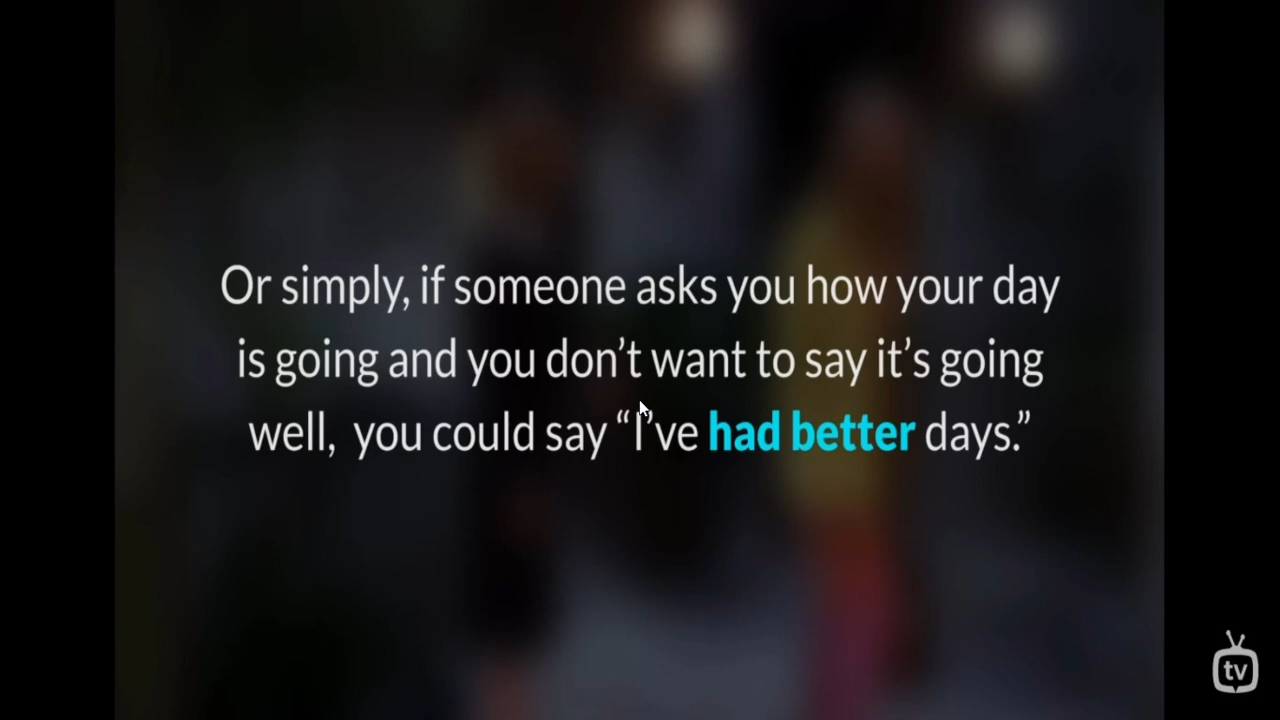 Or simply, if someone asks you how your day
is going and you don’t want to say it’s going
well, you could say “I’ve had better days.”
tv